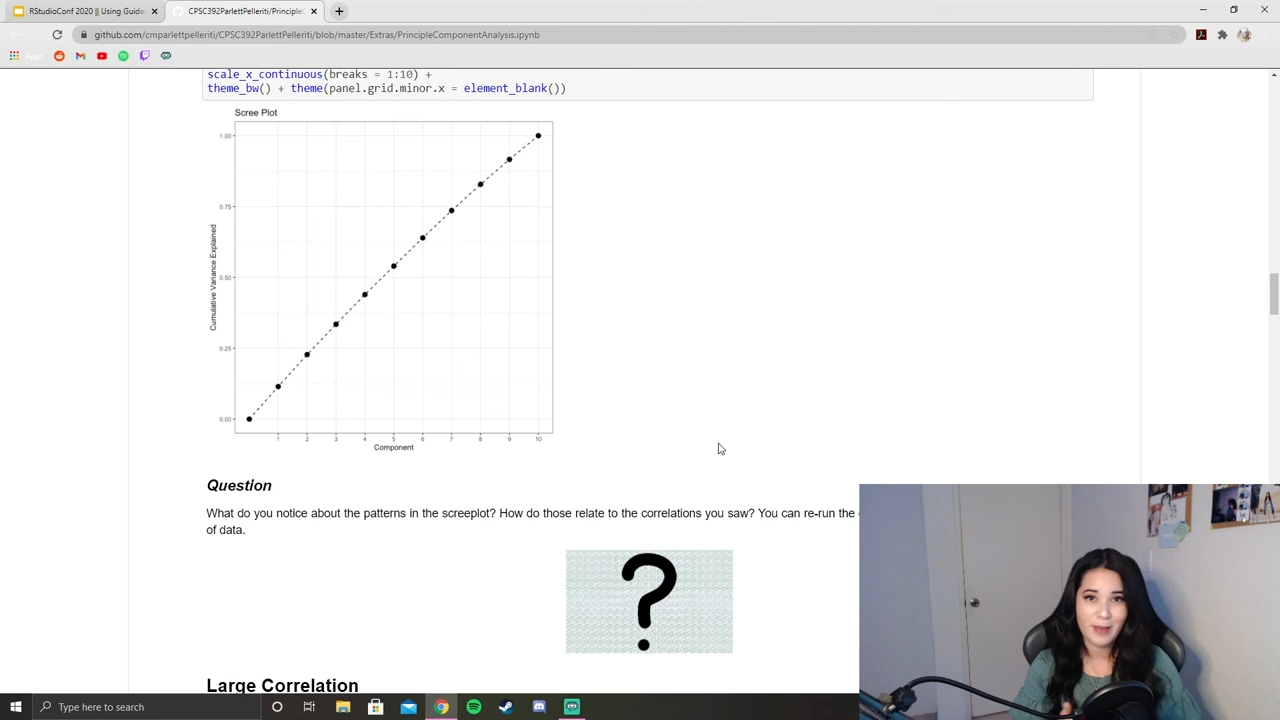 RStudioConf 2020 || Using Guide
CPSC392ParlettPelleriti/Principl
github.com/cmparlettpelleriti/CPSC392ParlettPelleriti/blob/master/Extras/PrincipleComponentAnalysis.ipynb
Apps
scale_x_continuous(breaks = 1:10) +
theme_bw() + theme(panel.grid.minor.x = element_blank())
Scree Plot
1.00
0.75
0.50
0.25
0.00
Cumulative Variance Explained
1 2 3 4 5 6 7 8 9 10
Component
Question
What do you notice about the patterns in the screeplot? How do those relate to the correlations you saw? You can re-run the
of data.
?
Large Correlation
Type here to search